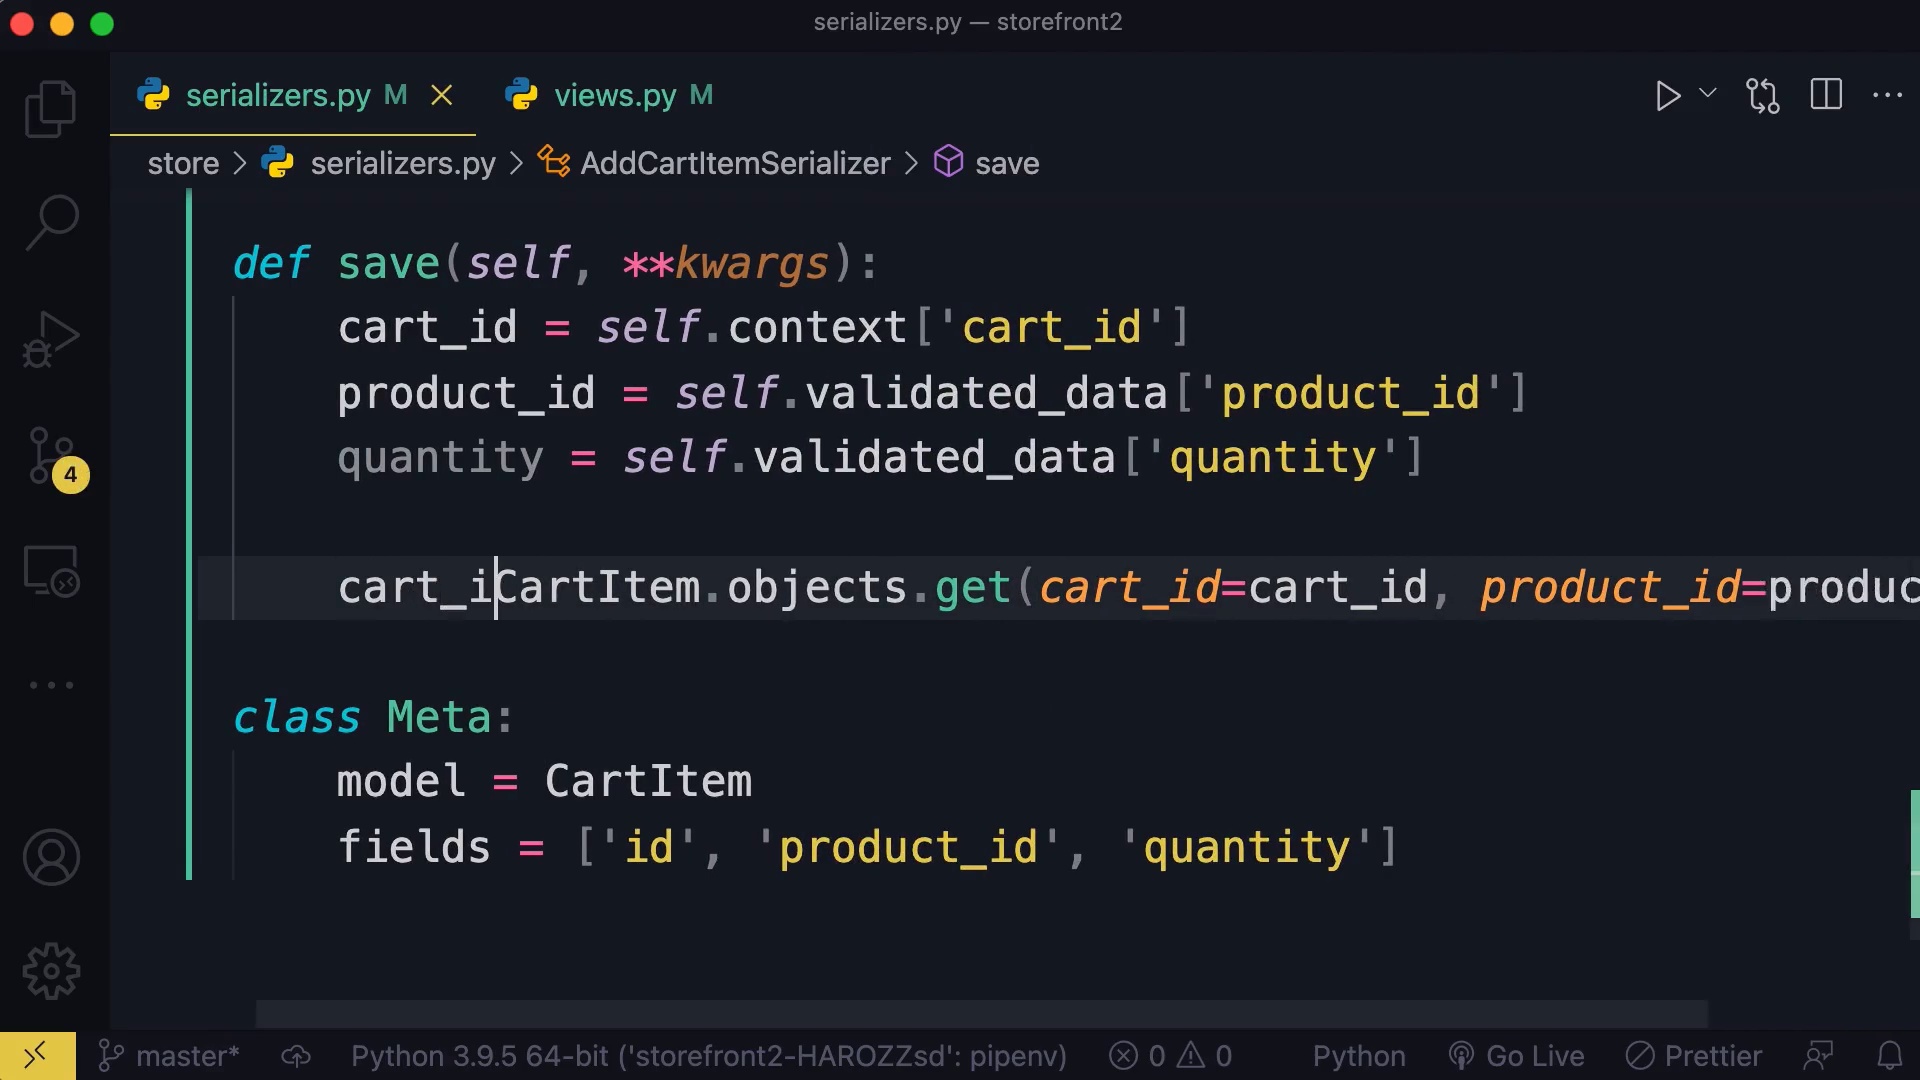 serializers.py — storefront2
serializers.py M views.py M
store > serializers.py > AddCartItemSerializer > save
def save(self, **kwargs):
cart_id = self.context['cart_id']
product_id = self.validated_data['product_id']
quantity = self.validated_data['quantity']
cart_iCartItem.objects.get(cart_id=cart_id, product_id=produc
class Meta:
model = CartItem
fields = ['id', 'product_id', 'quantity']
4
master* Python 3.9.5 64-bit ('storefront2-HAROZZsd': pipenv) 0 0 Python Go Live Prettier